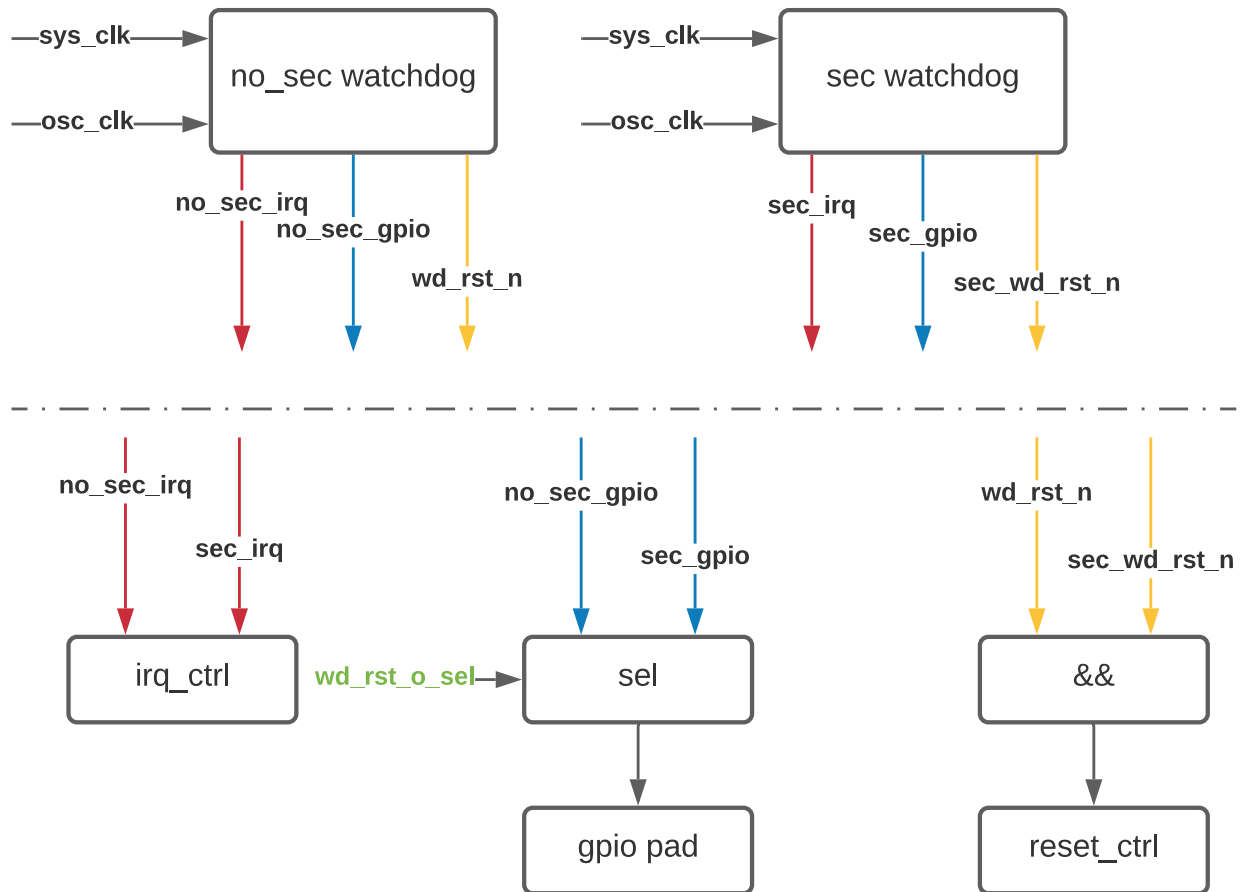 sys_clk
sys_clk
no_sec watchdog
sec watchdog
osc_clk
osc_clk
no_sec_irq
sec_irq
no_sec_gpio
sec_gpio
wd_rst_n
sec_wd_rst_n
no_sec_irq
no_sec_gpio
wd_rst_n
sec_irq
sec_gpio
sec_wd_rst_n
irq_ctrl
wd_rst_o_sel
sel
&&
gpio pad
reset_ctrl